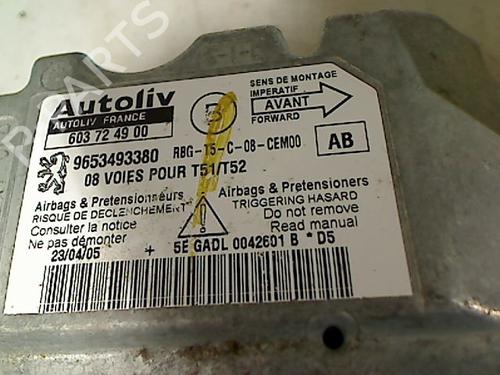 Autoliv
AUTOLIV FRANCE
603 72 49 00
B
SENS DE MONTAGE
IMPERATIF
AVANT
FORWARD
9653493380 RBG-T5-C-08-CEM00
AB
08 VOIES POUR T51/T52
Airbags & Pretensionneurs
RISQUE DE DECLENCHEMENT
Consulter la notice
Ne pas démonter
Airbags & Pretensioners
TRIGGERING HASARD
Do not remove
Read manual
23/04/05 + 5E GADL 0042601 B * D5